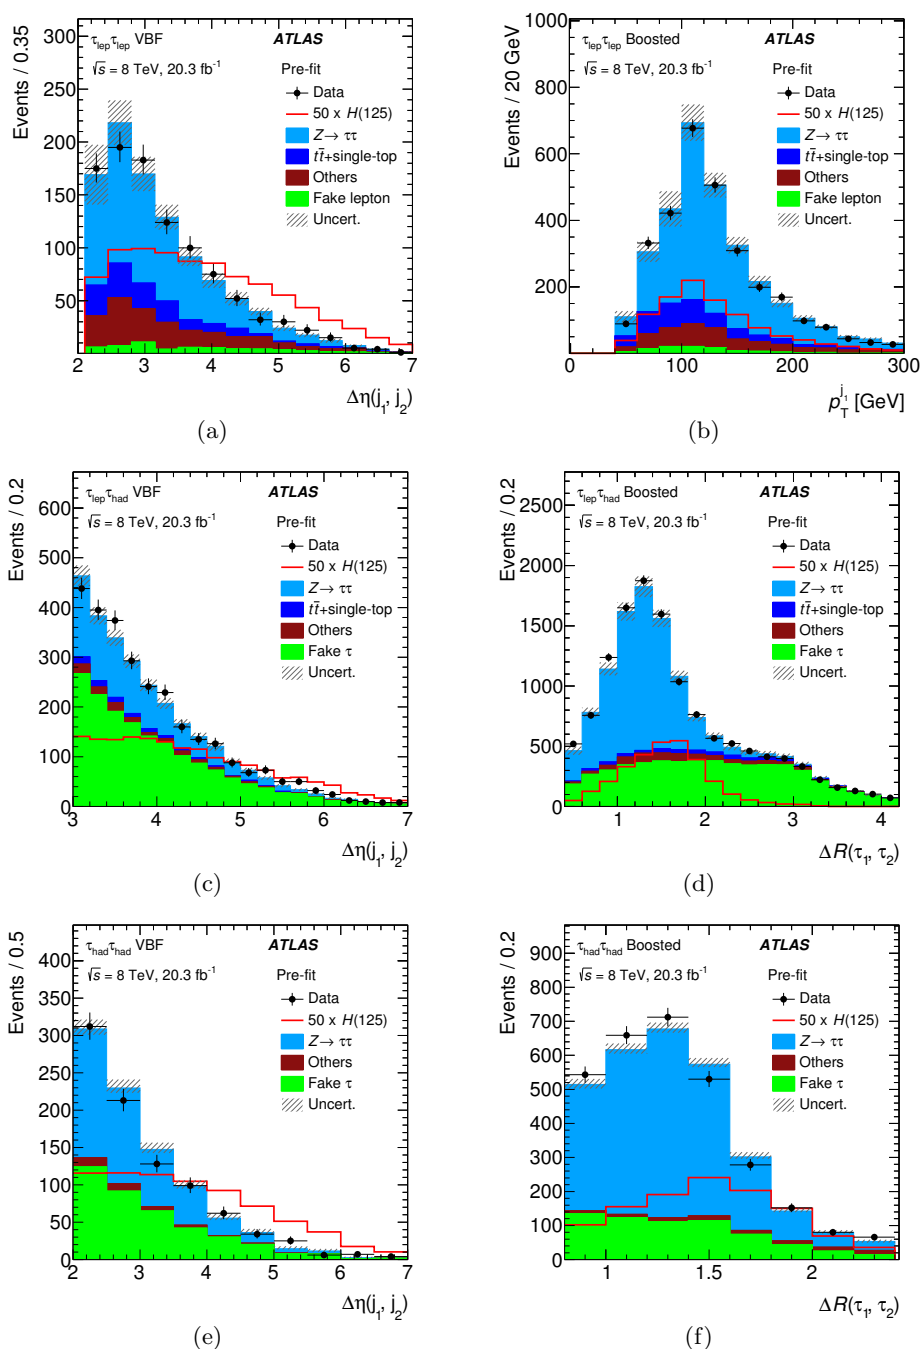 τlepτlep VBF
ATLAS
√s = 8 TeV, 20.3 fb-1
Pre-fit
Data
50 x H(125)
Z→ ττ
tt̄+single-top
Others
Fake lepton
Uncert.
Events / 0.35
300
250
200
150
100
50
2 3 4 5 6 7
Δη(j1, j2)
(a)
τlepτlep Boosted
ATLAS
√s = 8 TeV, 20.3 fb-1
Pre-fit
Data
50 x H(125)
Z→ ττ
tt̄+single-top
Others
Fake lepton
Uncert.
Events / 20 GeV
1000
800
600
400
200
0 100 200 300
pTj1 [GeV]
(b)
τlepτhad VBF
ATLAS
√s = 8 TeV, 20.3 fb-1
Pre-fit
Data
50 x H(125)
Z→ ττ
tt̄+single-top
Others
Fake τ
Uncert.
Events / 0.2
600
500
400
300
200
100
0
3 4 5 6 7
Δη(j1, j2)
(c)
τlepτhad Boosted
ATLAS
√s = 8 TeV, 20.3 fb-1
Pre-fit
Data
50 x H(125)
Z→ ττ
tt̄+single-top
Others
Fake τ
Uncert.
Events / 0.2
2500
2000
1500
1000
500
0
1 2 3 4
ΔR(τ1, τ2)
(d)
τhadτhad VBF
ATLAS
√s = 8 TeV, 20.3 fb-1
Pre-fit
Data
50 x H(125)
Z→ ττ
Others
Fake τ
Uncert.
Events / 0.5
400
350
300
250
200
150
100
50
0
2 3 4 5 6 7
Δη(j1, j2)
(e)
τhadτhad Boosted
ATLAS
√s = 8 TeV, 20.3 fb-1
Pre-fit
Data
50 x H(125)
Z→ ττ
Others
Fake τ
Uncert.
Events / 0.2
900
800
700
600
500
400
300
200
100
0
1 1.5 2
ΔR(τ1, τ2)
(f)